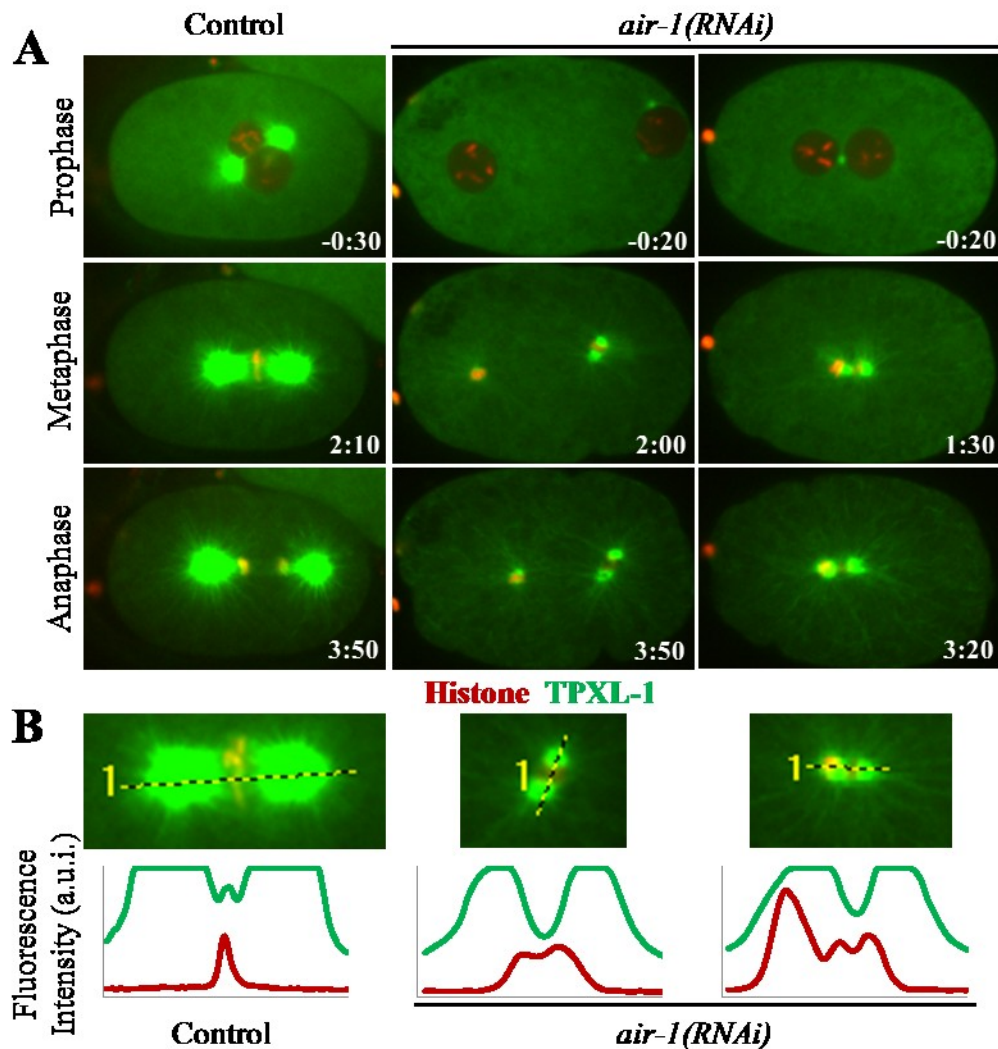 Control air-1(RNAi)
A
Prophase
-0:30 -0:20 -0:20
Metaphase
2:10 2:00 1:30
Anaphase
3:50 3:50 3:20
Histone TPXL-1
B
1 1 1
Fluorescence
Intensity (a.u.i.)
Control air-1(RNAi)